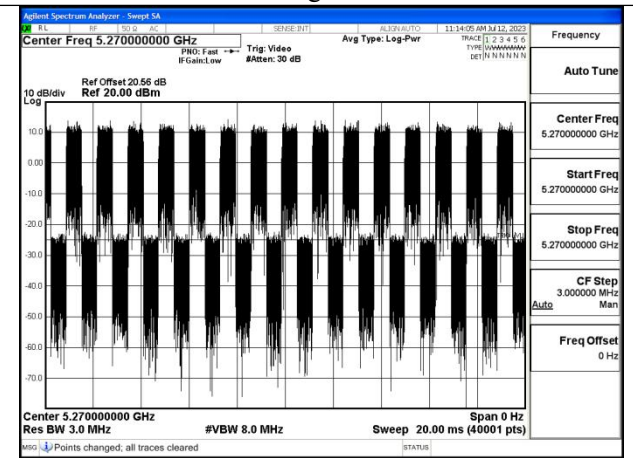 Agilent Spectrum Analyzer - Swept SA
RL RF 50 Ω AC SENSE:INT ALIGN AUTO 11:14:05 AM Jul 12, 2023
Center Freq 5.270000000 GHz
PNO: Fast
IFGain:Low
Trig: Video
#Atten: 30 dB
Avg Type: Log-Pwr
TRACE 1 2 3 4 5 6
TYPE WWWWWW
DET N N N N N N
Frequency
Auto Tune
Center Freq
5.270000000 GHz
Start Freq
5.270000000 GHz
Stop Freq
5.270000000 GHz
CF Step
3.000000 MHz
Auto Man
Freq Offset
0 Hz
Ref Offset 20.56 dB
10 dB/div Ref 20.00 dBm
Log
10.0
0.00
-10.0
-20.0
-30.0
-40.0
-50.0
-60.0
-70.0
Center 5.270000000 GHz Span 0 Hz
Res BW 3.0 MHz #VBW 8.0 MHz Sweep 20.00 ms (40001 pts)
MSG Points changed; all traces cleared STATUS